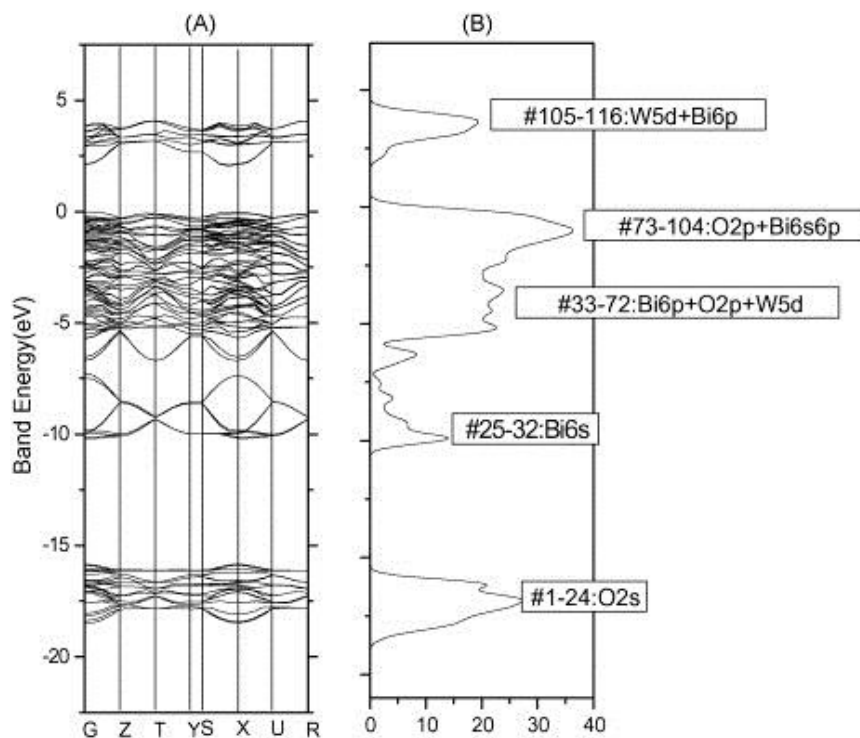 (A)
(B)
Band Energy(eV)
5
0
-5
-10
-15
-20
G Z T Y S X U R
#105-116:W5d+Bi6p
#73-104:O2p+Bi6s6p
#33-72:Bi6p+O2p+W5d
#25-32:Bi6s
#1-24:O2s
0 10 20 30 40